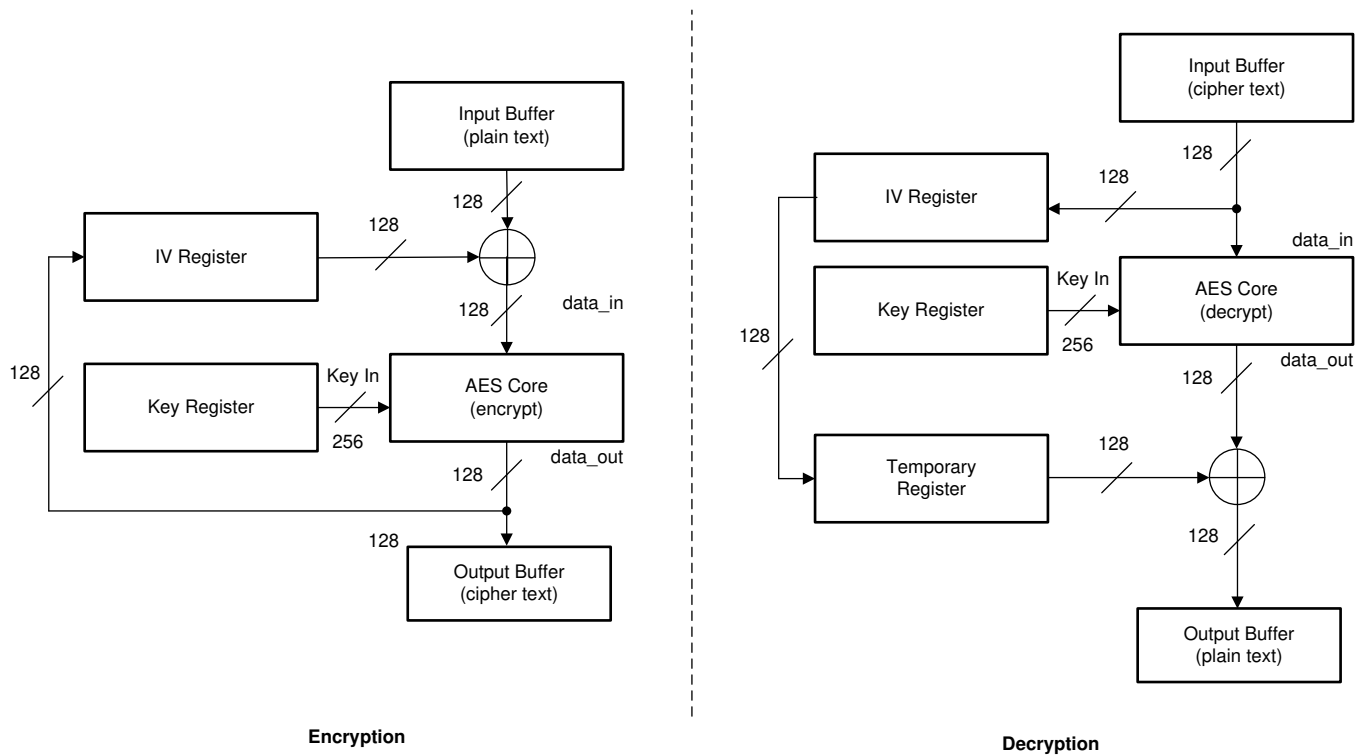 Input Buffer
(plain text)
128
IV Register
128
128
data_in
128
Key Register
Key In
256
AES Core
(encrypt)
data_out
128
128
Output Buffer
(cipher text)
Encryption
Input Buffer
(cipher text)
128
128
IV Register
data_in
128
Key Register
Key In
256
AES Core
(decrypt)
data_out
128
Temporary
Register
128
128
Output Buffer
(plain text)
Decryption